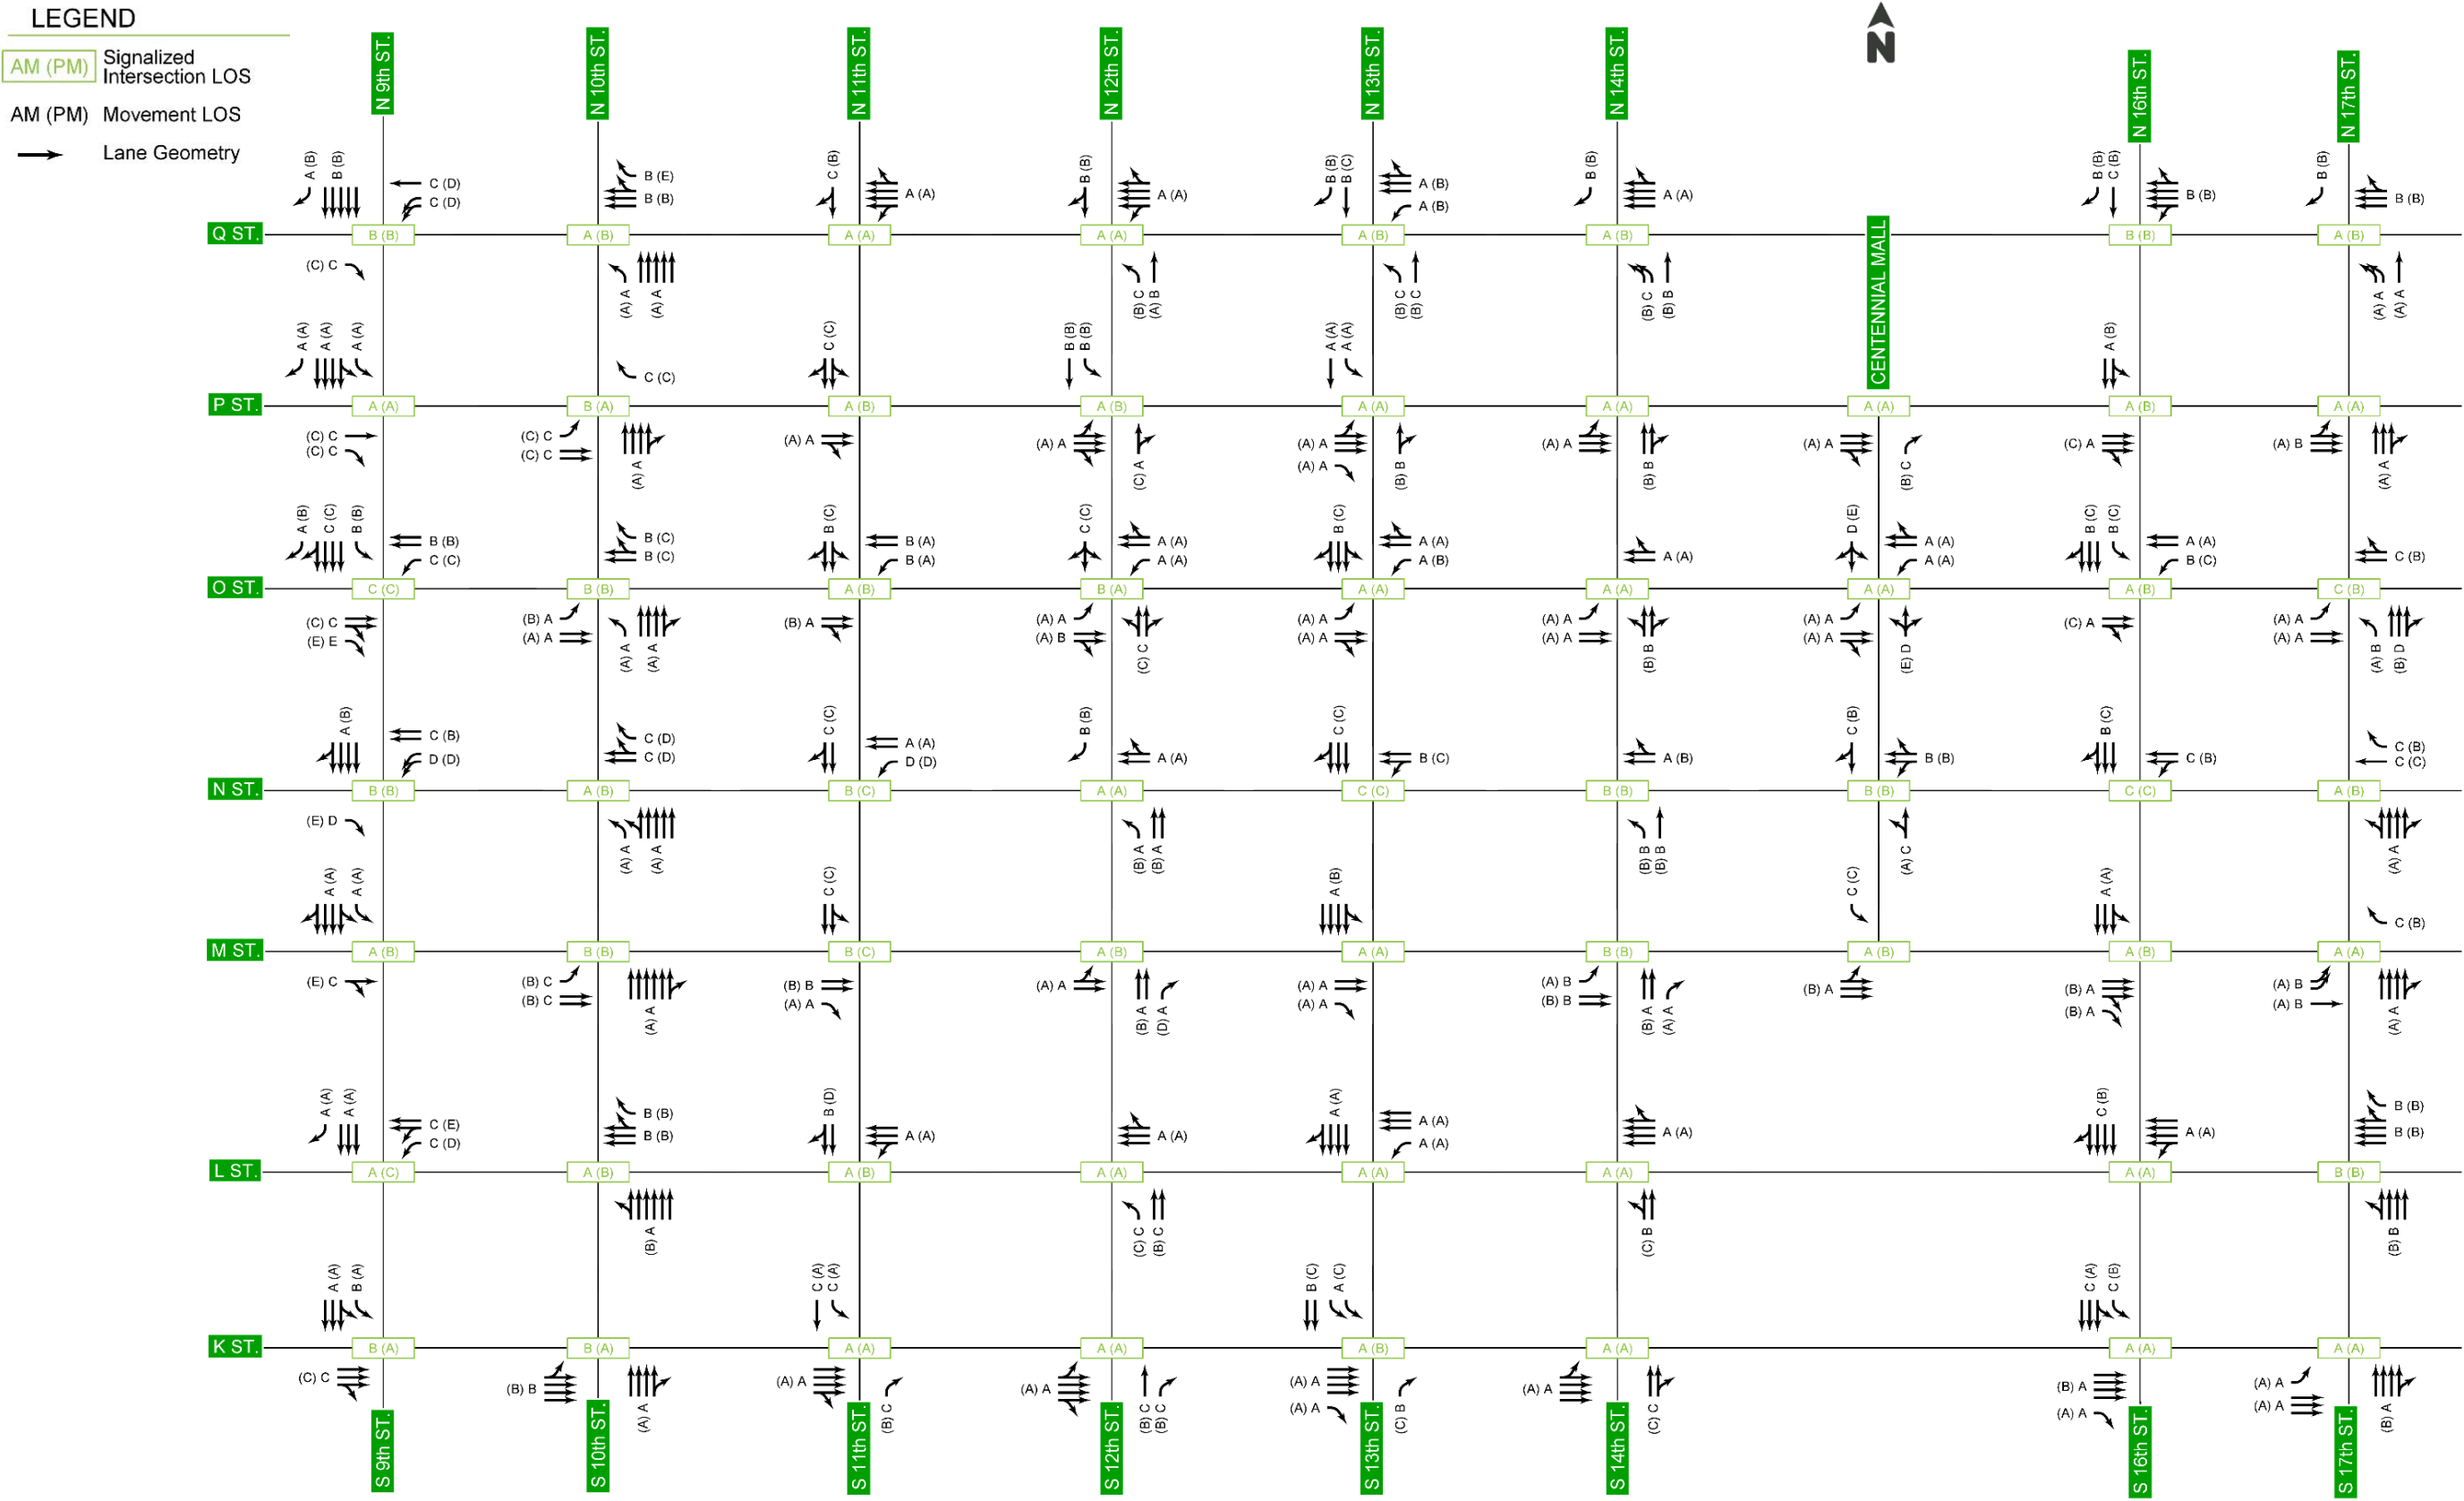 LEGEND
AM (PM) Signalized
Intersection LOS
AM (PM) Movement LOS
Lane Geometry
N
N 9th ST. N 10th ST. N 11th ST. N 12th ST. N 13th ST. N 14th ST. N 16th ST. N 17th ST.
CENTENNIAL MALL
A (B) B (B) C (D) B (E) C (B) A (A) B (B) A (A) B (B) B (C) A (B) B (B) A (A) B (B) C (B) B (B) B (B) B (B)
C (D) B (B) A (B)
Q ST. B (B) A (B) A (A) A (A) A (B) A (B) B (B) A (B)
(C) C (A) A (A) A (B) C (A) B (B) C (B) C (B) C (B) B (A) A (A) A
A (A) A (A) A (A) C (C) C (C) B (B) B (B) A (A) A (A) A (B)
P ST. A (A) B (A) A (B) A (B) A (A) A (A) A (A) A (B) A (A)
(C) C (C) C (A) A (A) A (A) A (A) A (A) A (C) A (A) B
(C) C (C) C (A) A (C) A (A) A (B) B (B) B (B) C (A) A
A (B) C (C) B (B) B (B) B (C) B (C) B (A) C (C) A (A) B (C) A (A) A (A) D (E) A (A) B (C) B (C) A (A) C (B)
C (C) B (C) B (A) A (A) A (B) A (A) B (C)
O ST. C (C) B (B) A (B) B (A) A (A) A (A) A (A) A (B) C (B)
(C) C (B) A (B) A (A) A (A) A (A) A (A) A (C) A (A) A
(E) E (A) A (A) A (A) A (A) B (C) C (A) A (A) A (B) B (A) A (E) D (A) A (A) B (B) D
A (B) C (B) C (D) C (C) A (A) B (B) A (A) C (C) B (C) A (B) C (B) B (B) B (C) C (B) C (B)
D (D) C (D) D (D) C (C)
N ST. B (B) A (B) B (C) A (A) C (C) B (B) B (B) C (C) A (B)
(E) D (A) A (A) A (B) A (B) A (B) B (B) B (A) C (A) A
A (A) A (A) C (C) A (B) C (C) A (A) C (B)
M ST. A (B) B (B) B (C) A (B) A (A) B (B) A (B) A (B) A (A)
(E) C (B) C (B) B (A) A (A) A (A) B (B) A (B) A (A) B
(B) C (A) A (A) A (B) A (D) A (A) A (B) B (B) A (A) A (B) A (A) B (A) A
A (A) A (A) C (E) B (B) B (D) A (A) A (A) A (A) A (A) A (A) C (B) A (A) B (B)
C (D) B (B) A (A) B (B)
L ST. A (C) A (B) A (B) A (A) A (A) A (A) A (A) B (B)
(B) A (C) C (B) C (C) B (B) B
A (A) B (A) C (A) C (A) B (C) A (C) C (A) C (B)
K ST. B (A) B (A) A (A) A (A) A (B) A (A) A (A) A (A)
(C) C (B) B (A) A (A) A (A) A (A) A (B) A (A) A
(A) A (B) C (B) C (B) C (A) A (C) B (C) C (A) A (A) A (B) A
S 9th ST. S 10th ST. S 11th ST. S 12th ST. S 13th ST. S 14th ST. S 16th ST. S 17th ST.